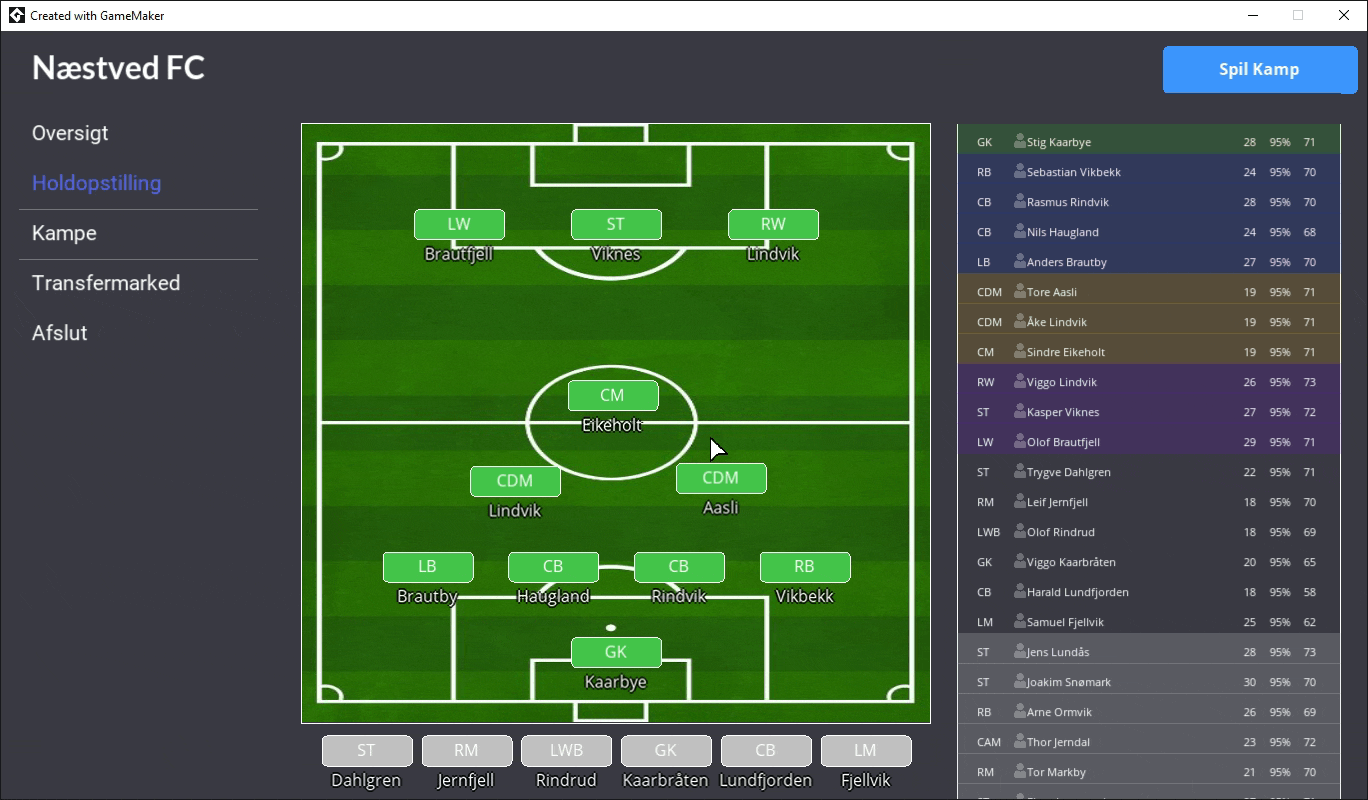 Created with GameMaker
Næstved FC
Spil Kamp
Oversigt
Holdopstilling
Kampe
Transfermarked
Afslut
LW ST RW
Brautfjell Viknes Lindvik
CM
Eikeholt
CDM CDM
Lindvik Aasli
LB CB CB RB
Brautby Haugland Rindvik Vikbekk
GK
Kaarbye
ST RM LWB GK CB LM
Dahlgren Jernfjell Rindrud Kaarbråten Lundfjorden Fjellvik
GK Stig Kaarbye 28 95% 71
RB Sebastian Vikbekk 24 95% 70
CB Rasmus Rindvik 28 95% 70
CB Nils Haugland 24 95% 68
LB Anders Brautby 27 95% 70
CDM Tore Aasli 19 95% 71
CDM Åke Lindvik 19 95% 71
CM Sindre Eikeholt 19 95% 71
RW Viggo Lindvik 26 95% 73
ST Kasper Viknes 27 95% 72
LW Olof Brautfjell 29 95% 71
ST Trygve Dahlgren 22 95% 71
RM Leif Jernfjell 18 95% 70
LWB Olof Rindrud 18 95% 69
GK Viggo Kaarbråten 20 95% 65
CB Harald Lundfjorden 18 95% 58
LM Samuel Fjellvik 25 95% 62
ST Jens Lundås 28 95% 73
ST Joakim Snømark 30 95% 70
RB Arne Ormvik 26 95% 69
CAM Thor Jerndal 23 95% 72
RM Tor Markby 21 95% 70